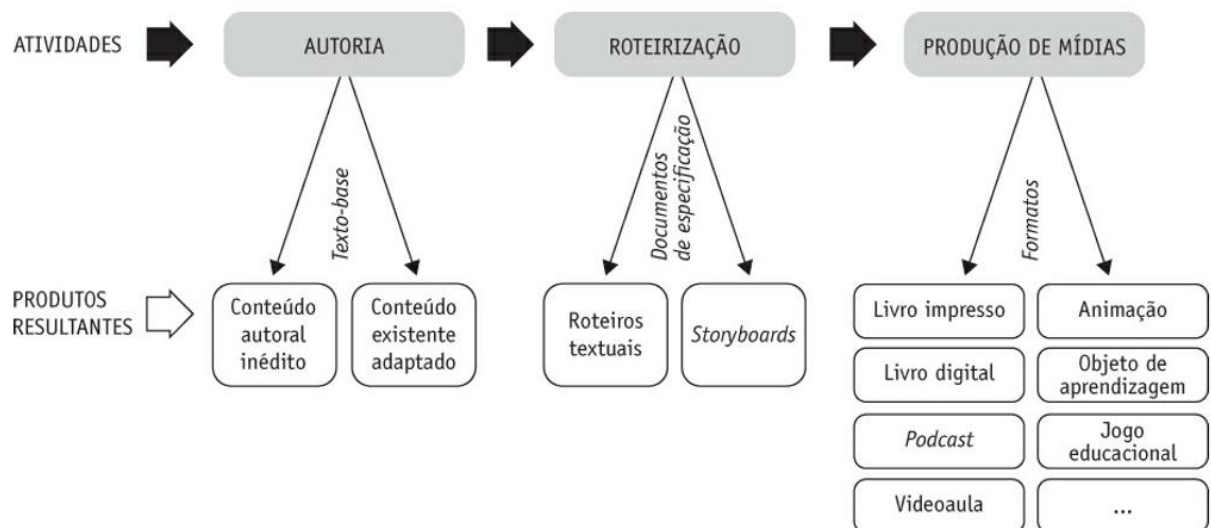 ATIVIDADES
AUTORIA
ROTEIRIZAÇÃO
PRODUÇÃO DE MÍDIAS
Texto-base
Documentos
de especificação
Formatos
PRODUTOS
RESULTANTES
Conteúdo
autoral
inédito
Conteúdo
existente
adaptado
Roteiros
textuais
Storyboards
Livro impresso
Animação
Livro digital
Objeto de
aprendizagem
Podcast
Jogo
educacional
Videoaula
...